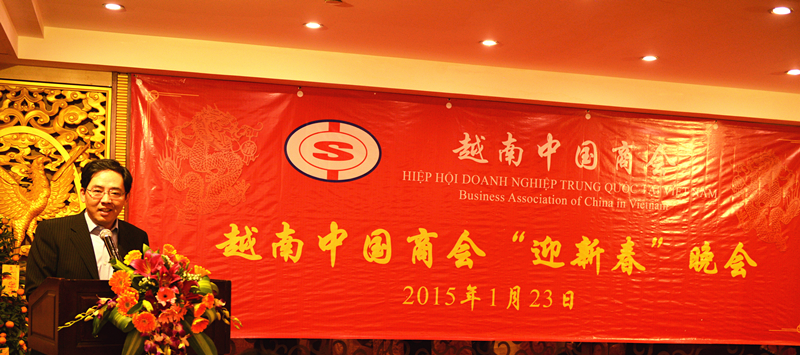 S
越南中国商会
HIỆP HỘI DOANH NGHIỆP TRUNG QUỐC TẠI VIỆT NAM
Business Association of China in Vietnam
越南中国商会“迎新春”晚会
2015年1月23日